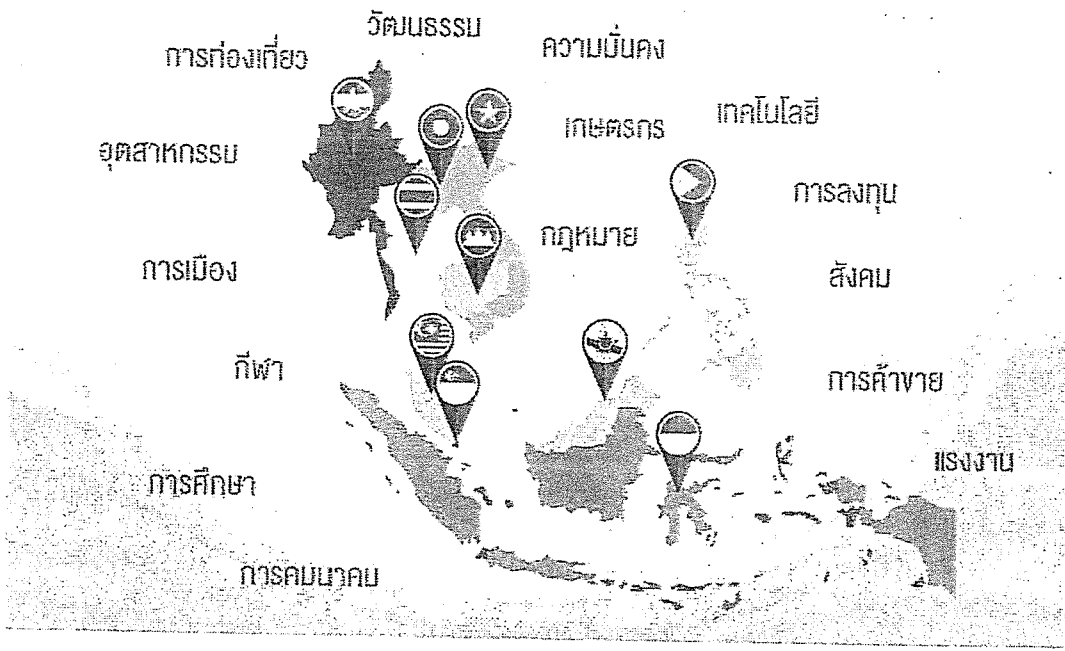 วัฒนธรรม
ความมั่นคง
การท่องเที่ยว
เทคโนโลยี
เกษตรกร
อุตสาหกรรม
การลงทุน
กฎหมาย
การเมือง
สังคม
กีฬา
การค้าขาย
แรงงาน
การศึกษา
การคมนาคม